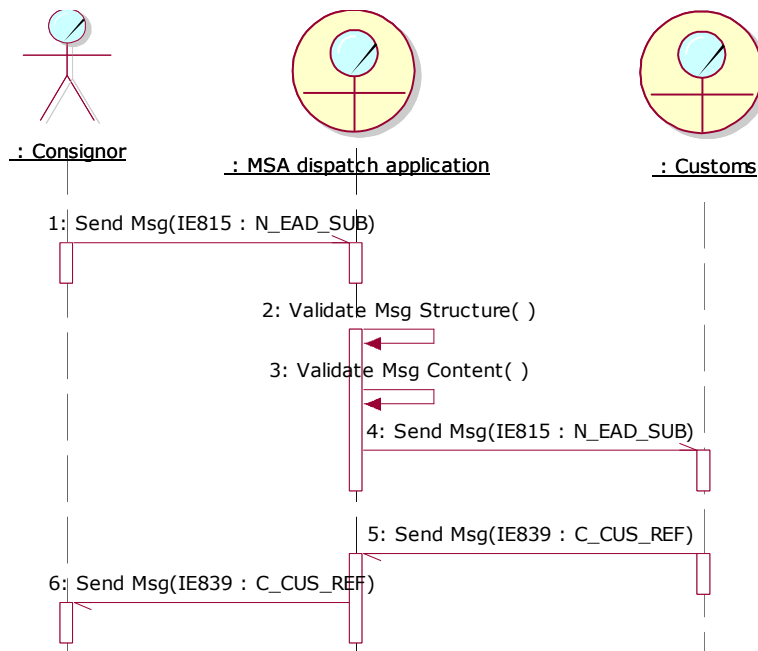 : Consignor
: MSA dispatch application
: Customs
1: Send Msg(IE815 : N_EAD_SUB)
2: Validate Msg Structure( )
3: Validate Msg Content( )
4: Send Msg(IE815 : N_EAD_SUB)
5: Send Msg(IE839 : C_CUS_REF)
6: Send Msg(IE839 : C_CUS_REF)